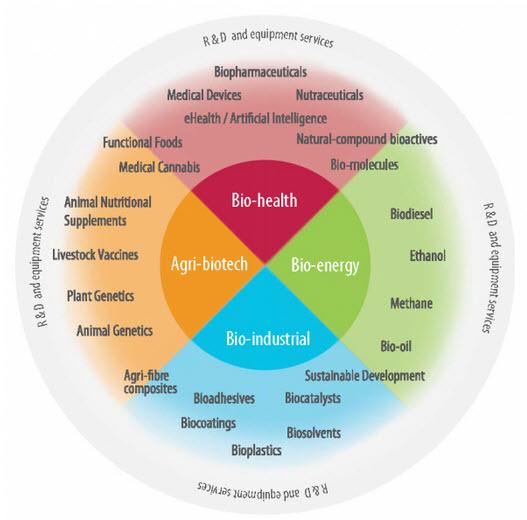 R & D and equipment services
Biopharmaceuticals
Medical Devices
Nutraceuticals
eHealth / Artificial Intelligence
Functional Foods
Natural-compound bioactives
Medical Cannabis
Bio-molecules
Bio-health
Animal Nutritional
Supplements
Biodiesel
R & D and equipment services
R & D and equipment services
Livestock Vaccines
Agri-biotech
Bio-energy
Ethanol
Plant Genetics
Methane
Animal Genetics
Bio-industrial
Bio-oil
Agri-fibre
composites
Sustainable Development
Bioadhesives
Biocatalysts
Biocoatings
Biosolvents
Bioplastics
R & D and equipment services